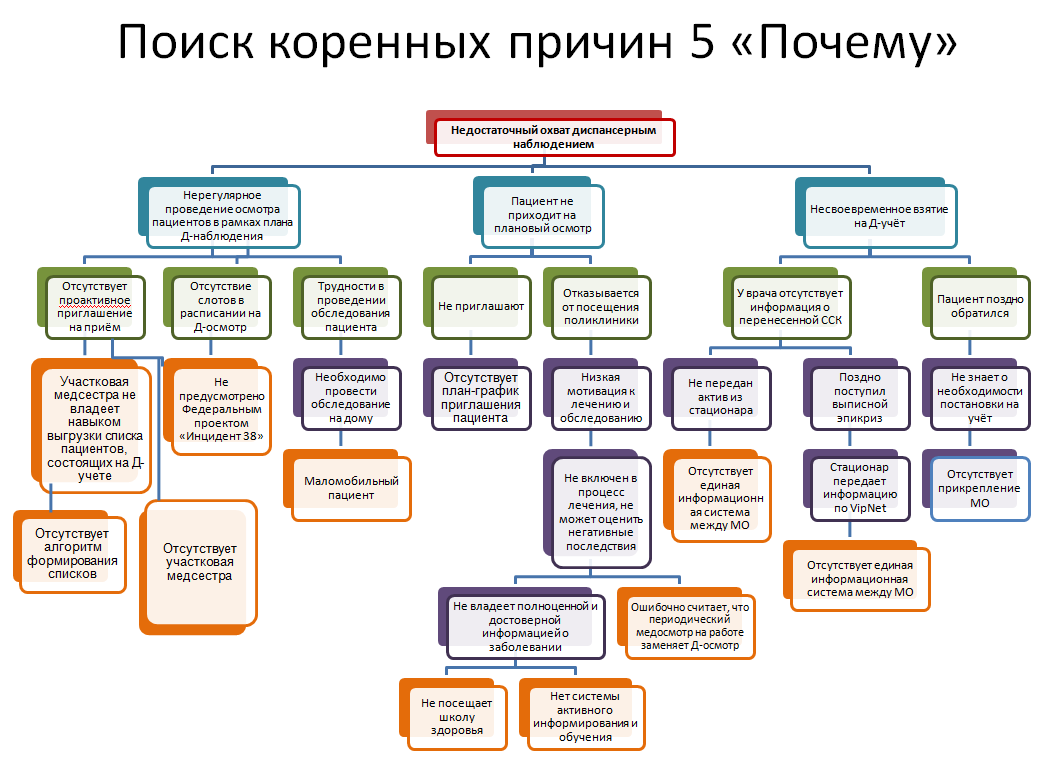 Поиск коренных причин 5 «Почему»
Недостаточный охват диспансерным
наблюдением
Нерегулярное
проведение осмотра
пациентов в рамках плана
Д-наблюдения
Пациент не
приходит на
плановый осмотр
Несвоевременное взятие
на Д-учёт
Отсутствует
проактивное
приглашение
на приём
Отсутствие
слотов в
расписании на
Д-осмотр
Трудности в
проведении
обследования
пациента
Не приглашают
Отказывается
от посещения
поликлиники
У врача отсутствует
информация о
перенесенной ССК
Пациент поздно
обратился
Участковая
медсестра не
владеет
навыком
выгрузки списка
пациентов,
состоящих на Д-
учете
Не
предусмотрено
Федеральным
проектом
«Инцидент 38»
Необходимо
провести
обследование
на дому
Отсутствует
план-график
приглашения
пациента
Низкая
мотивация к
лечению и
обследованию
Не передан
актив из
стационара
Поздно
поступил
выписной
эпикриз
Не знает о
необходимости
постановки на
учёт
Отсутствует
алгоритм
формирования
списков
Отсутствует
участковая
медсестра
Маломобильный
пациент
Не включен в
процесс
лечения, не
может оценить
негативные
последствия
Отсутствует
единая
информационн
ая система
между МО
Стационар
передает
информацию
по VipNet
Отсутствует
прикрепление
МО
Отсутствует единая
информационная
система между МО
Не владеет полноценной и
достоверной
информацией о
заболевании
Ошибочно считает, что
периодический
медосмотр на работе
заменяет Д-осмотр
Не посещает
школу
здоровья
Нет системы
активного
информирования и
обучения